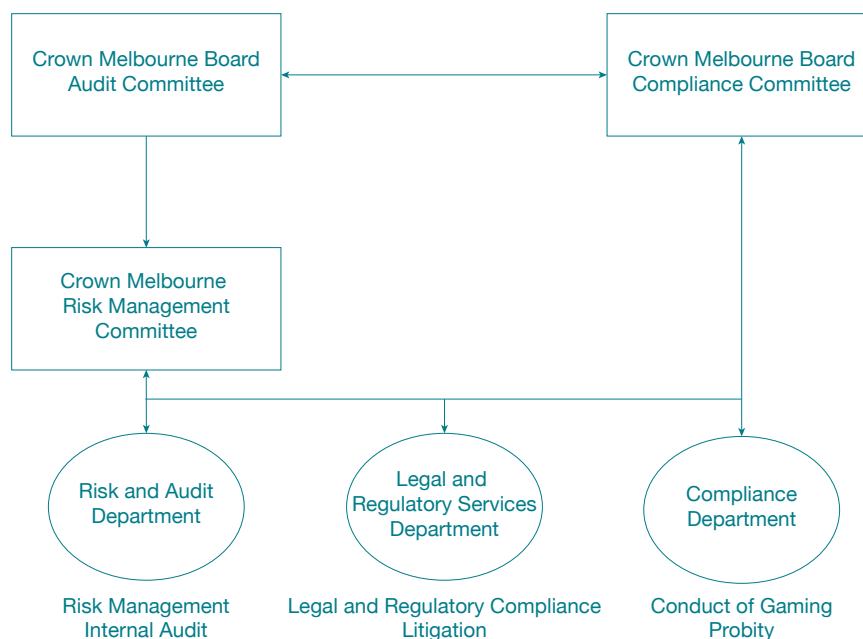 Crown Melbourne Board
Audit Committee
Crown Melbourne Board
Compliance Committee
Crown Melbourne
Risk Management
Committee
Risk and Audit
Department
Legal and
Regulatory Services
Department
Compliance
Department
Risk Management
Internal Audit
Legal and Regulatory Compliance
Litigation
Conduct of Gaming
Probity